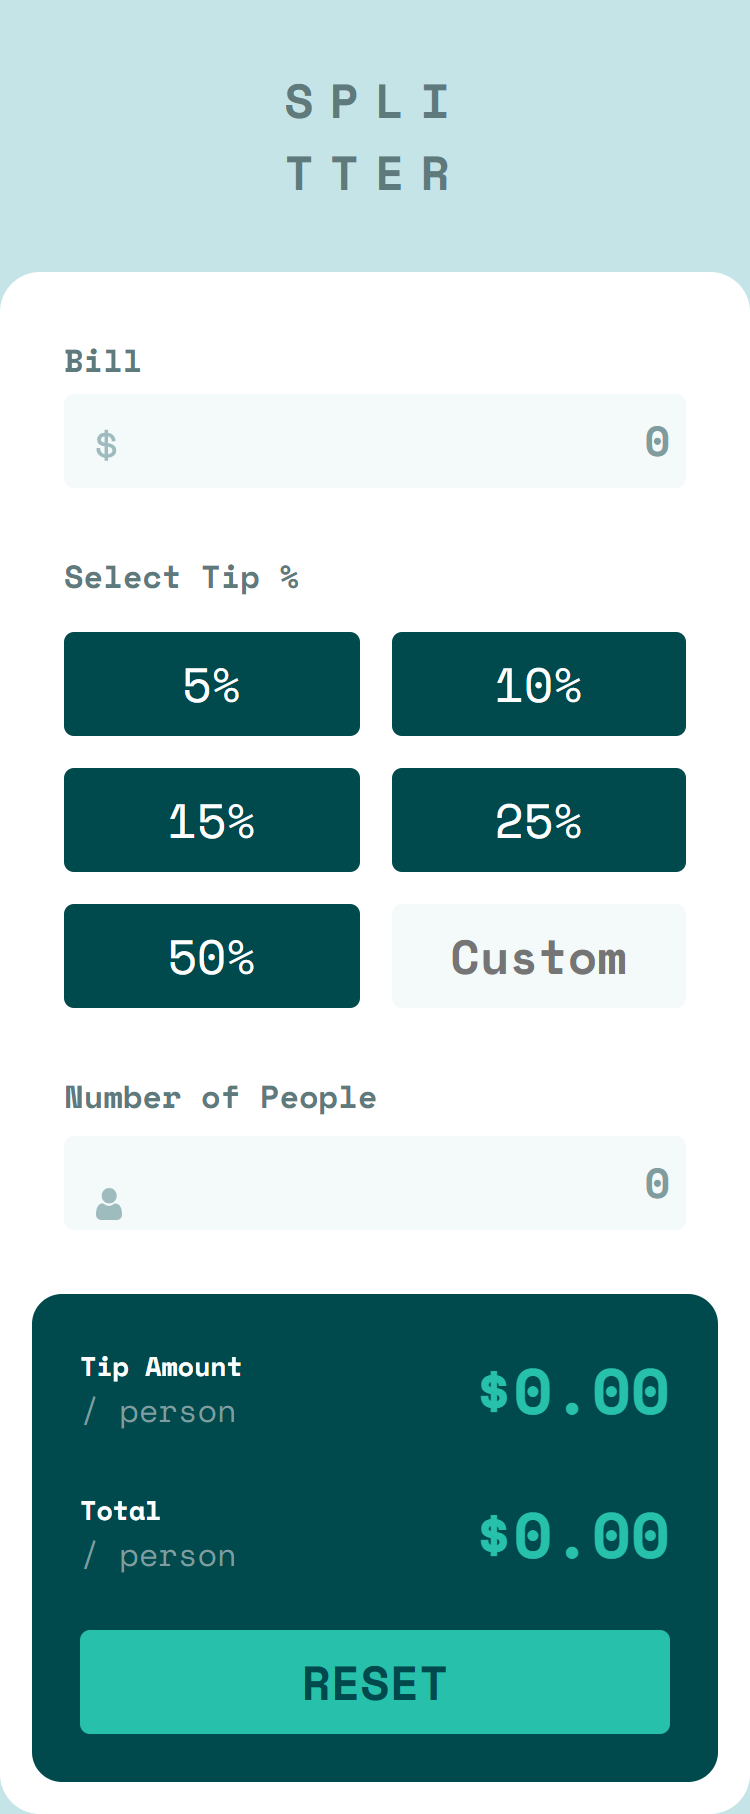 SPLI
TTER
Bill
$ 0
Select Tip %
5% 10%
15% 25%
50% Custom
Number of People
0
Tip Amount
/ person
$0.00
Total
/ person
$0.00
RESET